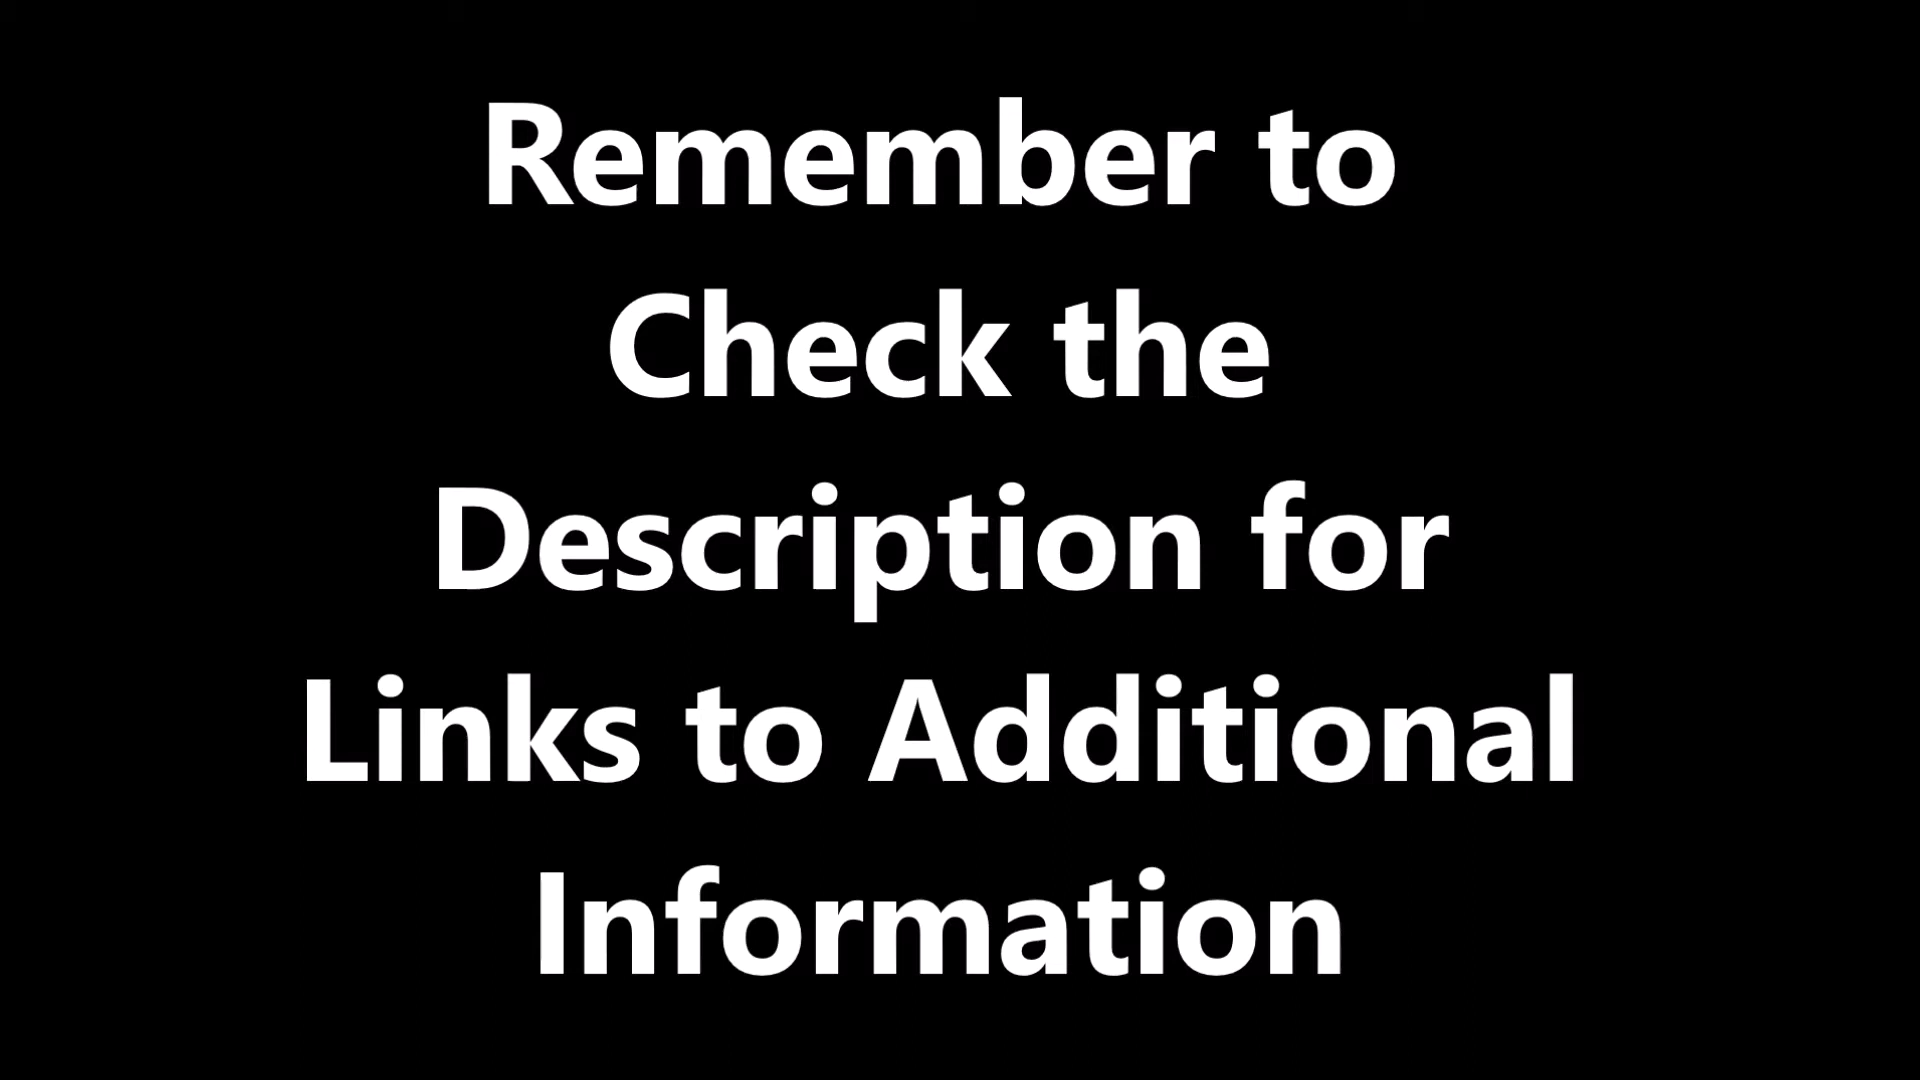 Remember to
Check the
Description for
Links to Additional
Information